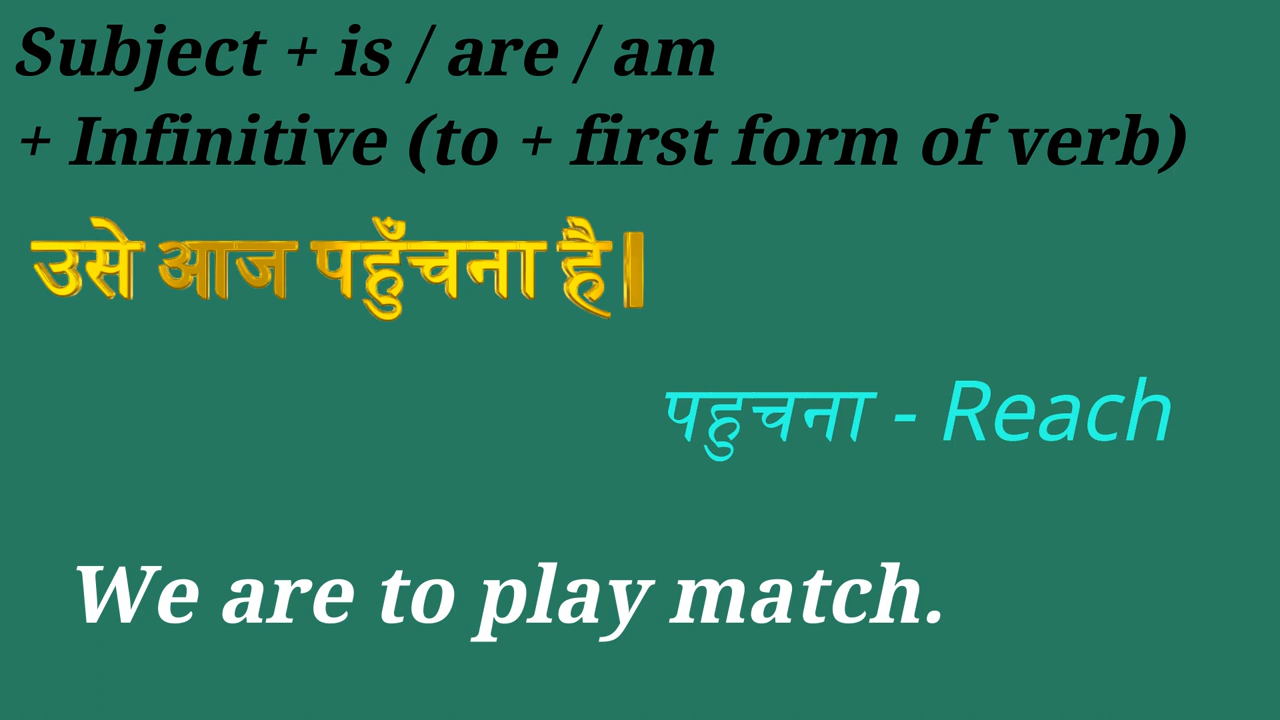 Subject + is / are / am
+ Infinitive (to + first form of verb)
उसे आज पहुँचना है|
पहुचना - Reach
We are to play match.